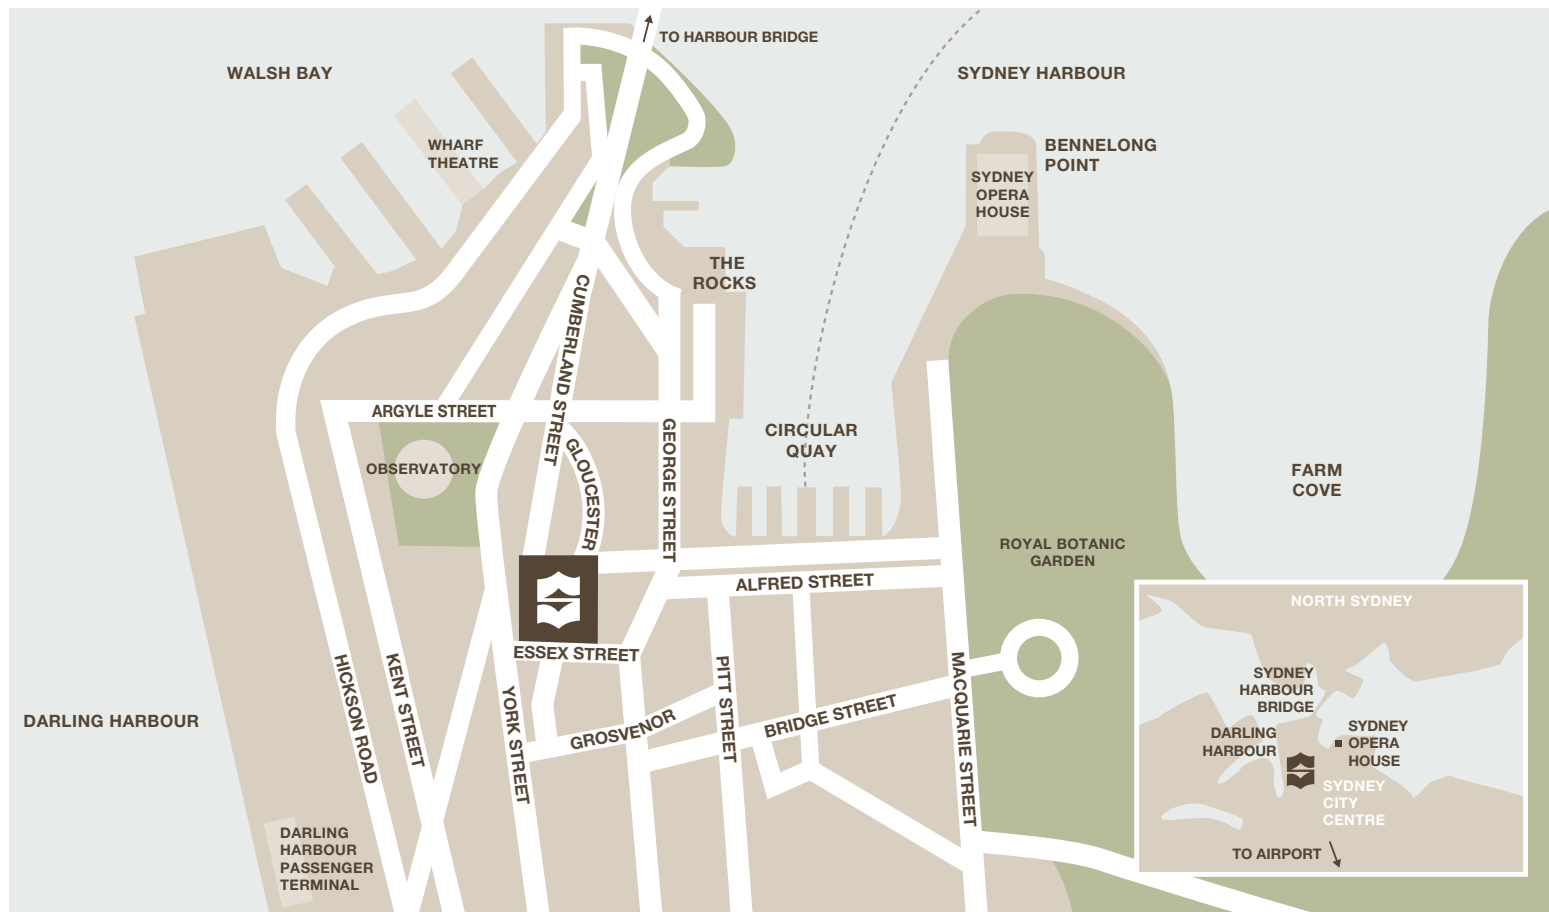 TO HARBOUR BRIDGE
WALSH BAY
SYDNEY HARBOUR
WHARF
THEATRE
BENNELONG
POINT
SYDNEY
OPERA
HOUSE
THE
ROCKS
CUMBERLAND STREET
ARGYLE STREET
GEORGE STREET
GLOUCESTER
CIRCULAR
QUAY
OBSERVATORY
FARM
COVE
ROYAL BOTANIC
GARDEN
ALFRED STREET
ESSEX STREET
HICKSON ROAD
KENT STREET
YORK STREET
PITT STREET
MACQUARIE STREET
GROSVENOR
BRIDGE STREET
DARLING HARBOUR
DARLING
HARBOUR
PASSENGER
TERMINAL
NORTH SYDNEY
SYDNEY
HARBOUR
BRIDGE
DARLING
HARBOUR
SYDNEY
OPERA
HOUSE
SYDNEY
CITY
CENTRE
TO AIRPORT